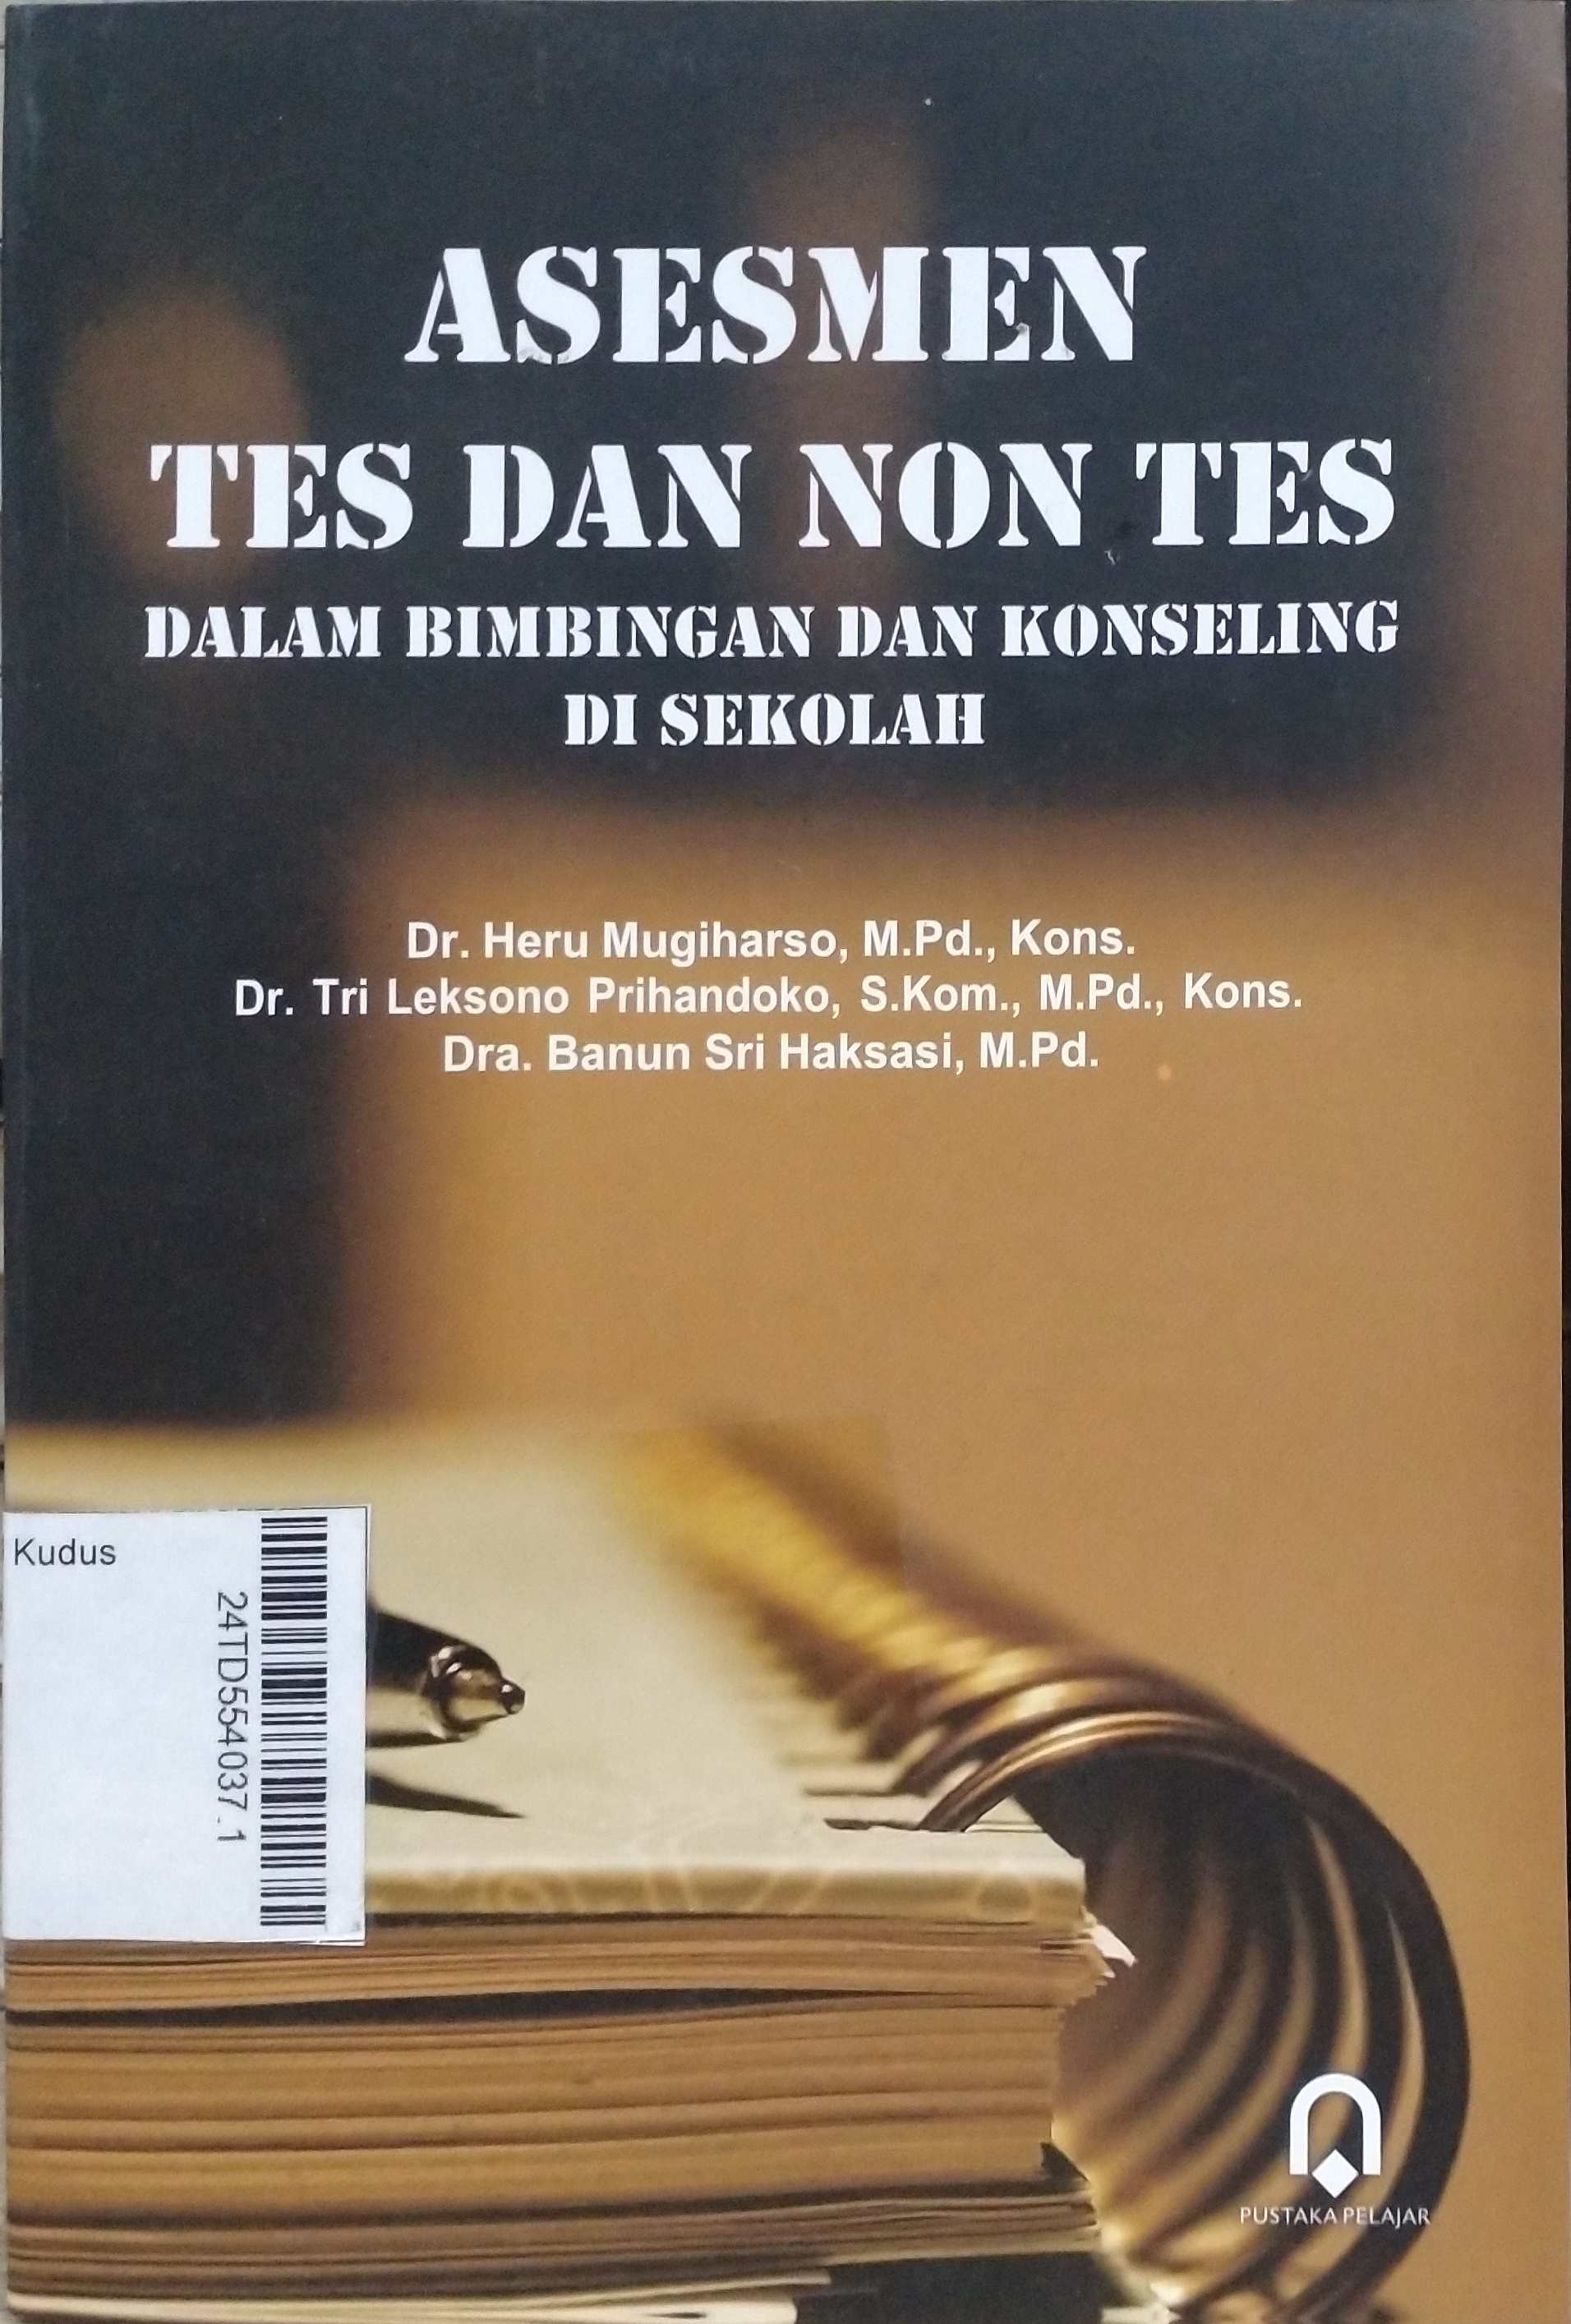 ASESMEN
TES DAN NON TES
DALAM BIMBINGAN DAN KONSELING
DI SEKOLAH
Dr. Heru Mugiharso, M.Pd., Kons.
Dr. Tri Leksono Prihandoko, S.Kom., M.Pd., Kons.
Dra. Banun Sri Haksasi, M.Pd.
Kudus
24TD554037.1
PUSTAKA PELAJAR